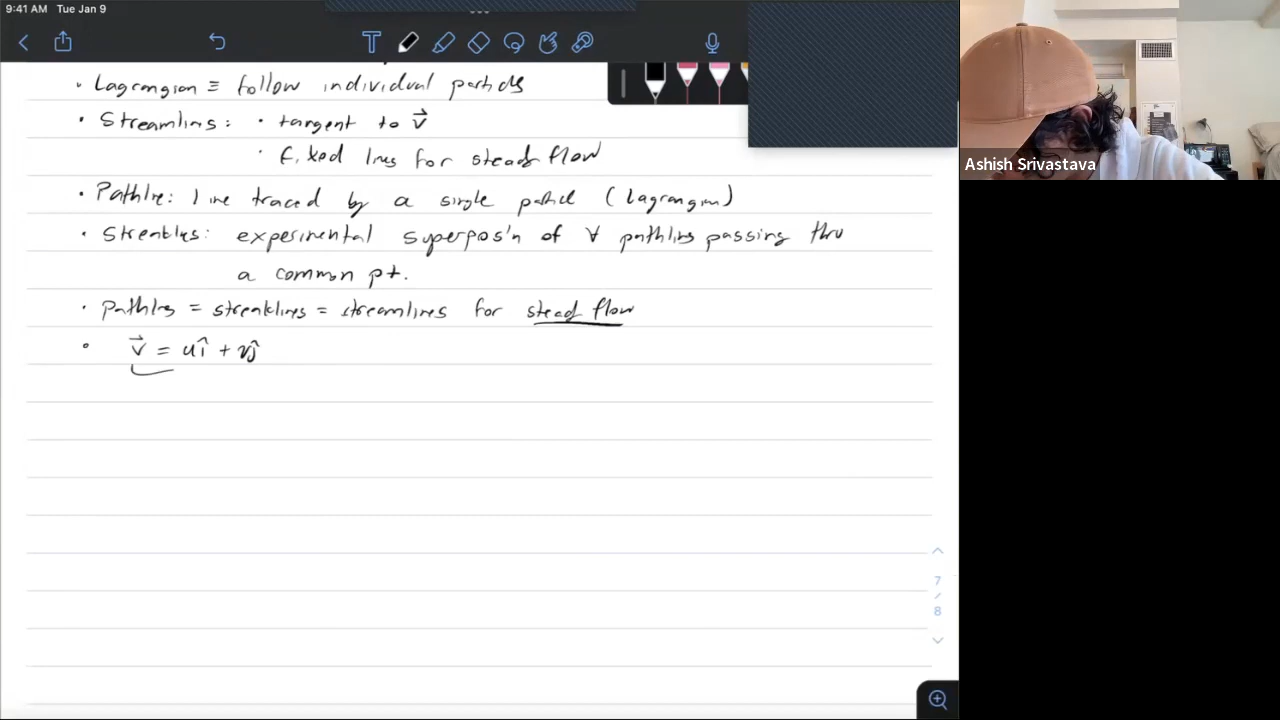 9:41 AM Tue Jan 9
• Lagrangian ≡ follow individual particles
• Streamlines: • tangent to v⃗
• fixed lines for steady flow
• Pathline: line traced by a single particle (Lagrangian)
• Streaklines: experimental superpos'n of ∀ pathlines passing thru
a common pt.
• pathlines = streaklines = streamlines for steady flow
• v⃗ = uî + vĵ
7
/
8
Ashish Srivastava